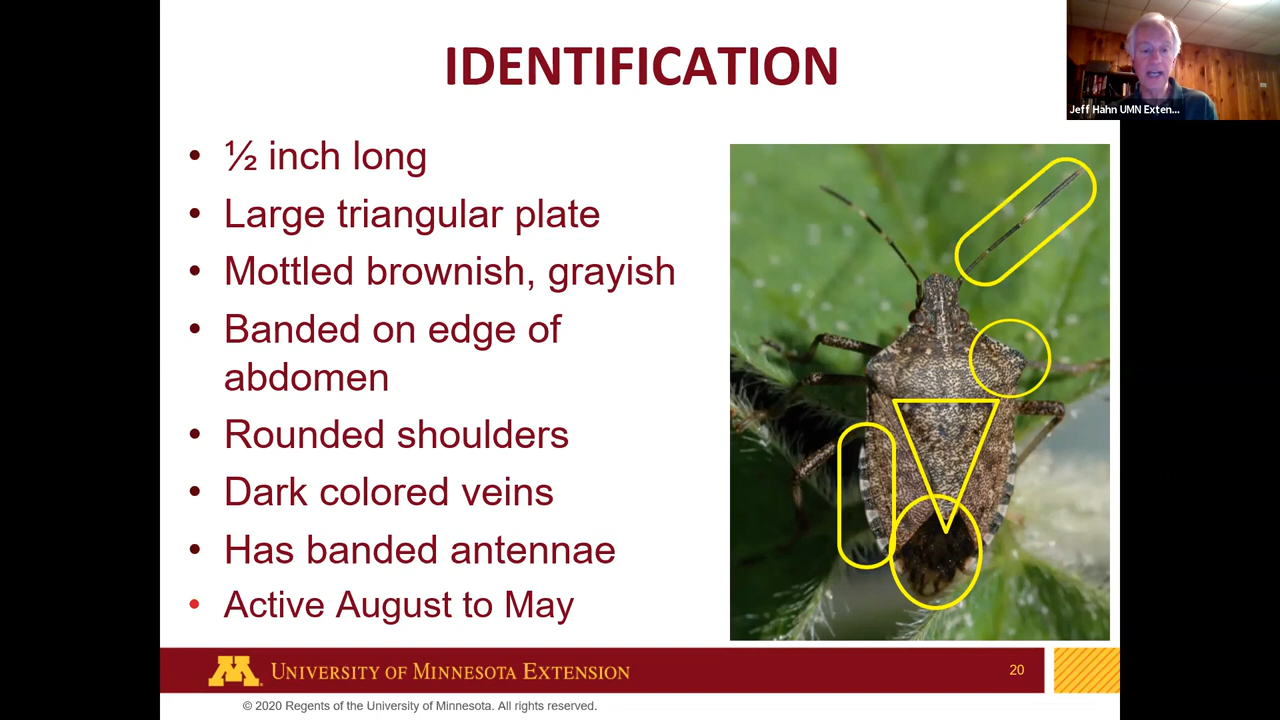 IDENTIFICATION
Jeff Hahn UMN Exten...
• ½ inch long
• Large triangular plate
• Mottled brownish, grayish
• Banded on edge of
abdomen
• Rounded shoulders
• Dark colored veins
• Has banded antennae
• Active August to May
M
UNIVERSITY OF MINNESOTA EXTENSION
20
© 2020 Regents of the University of Minnesota. All rights reserved.